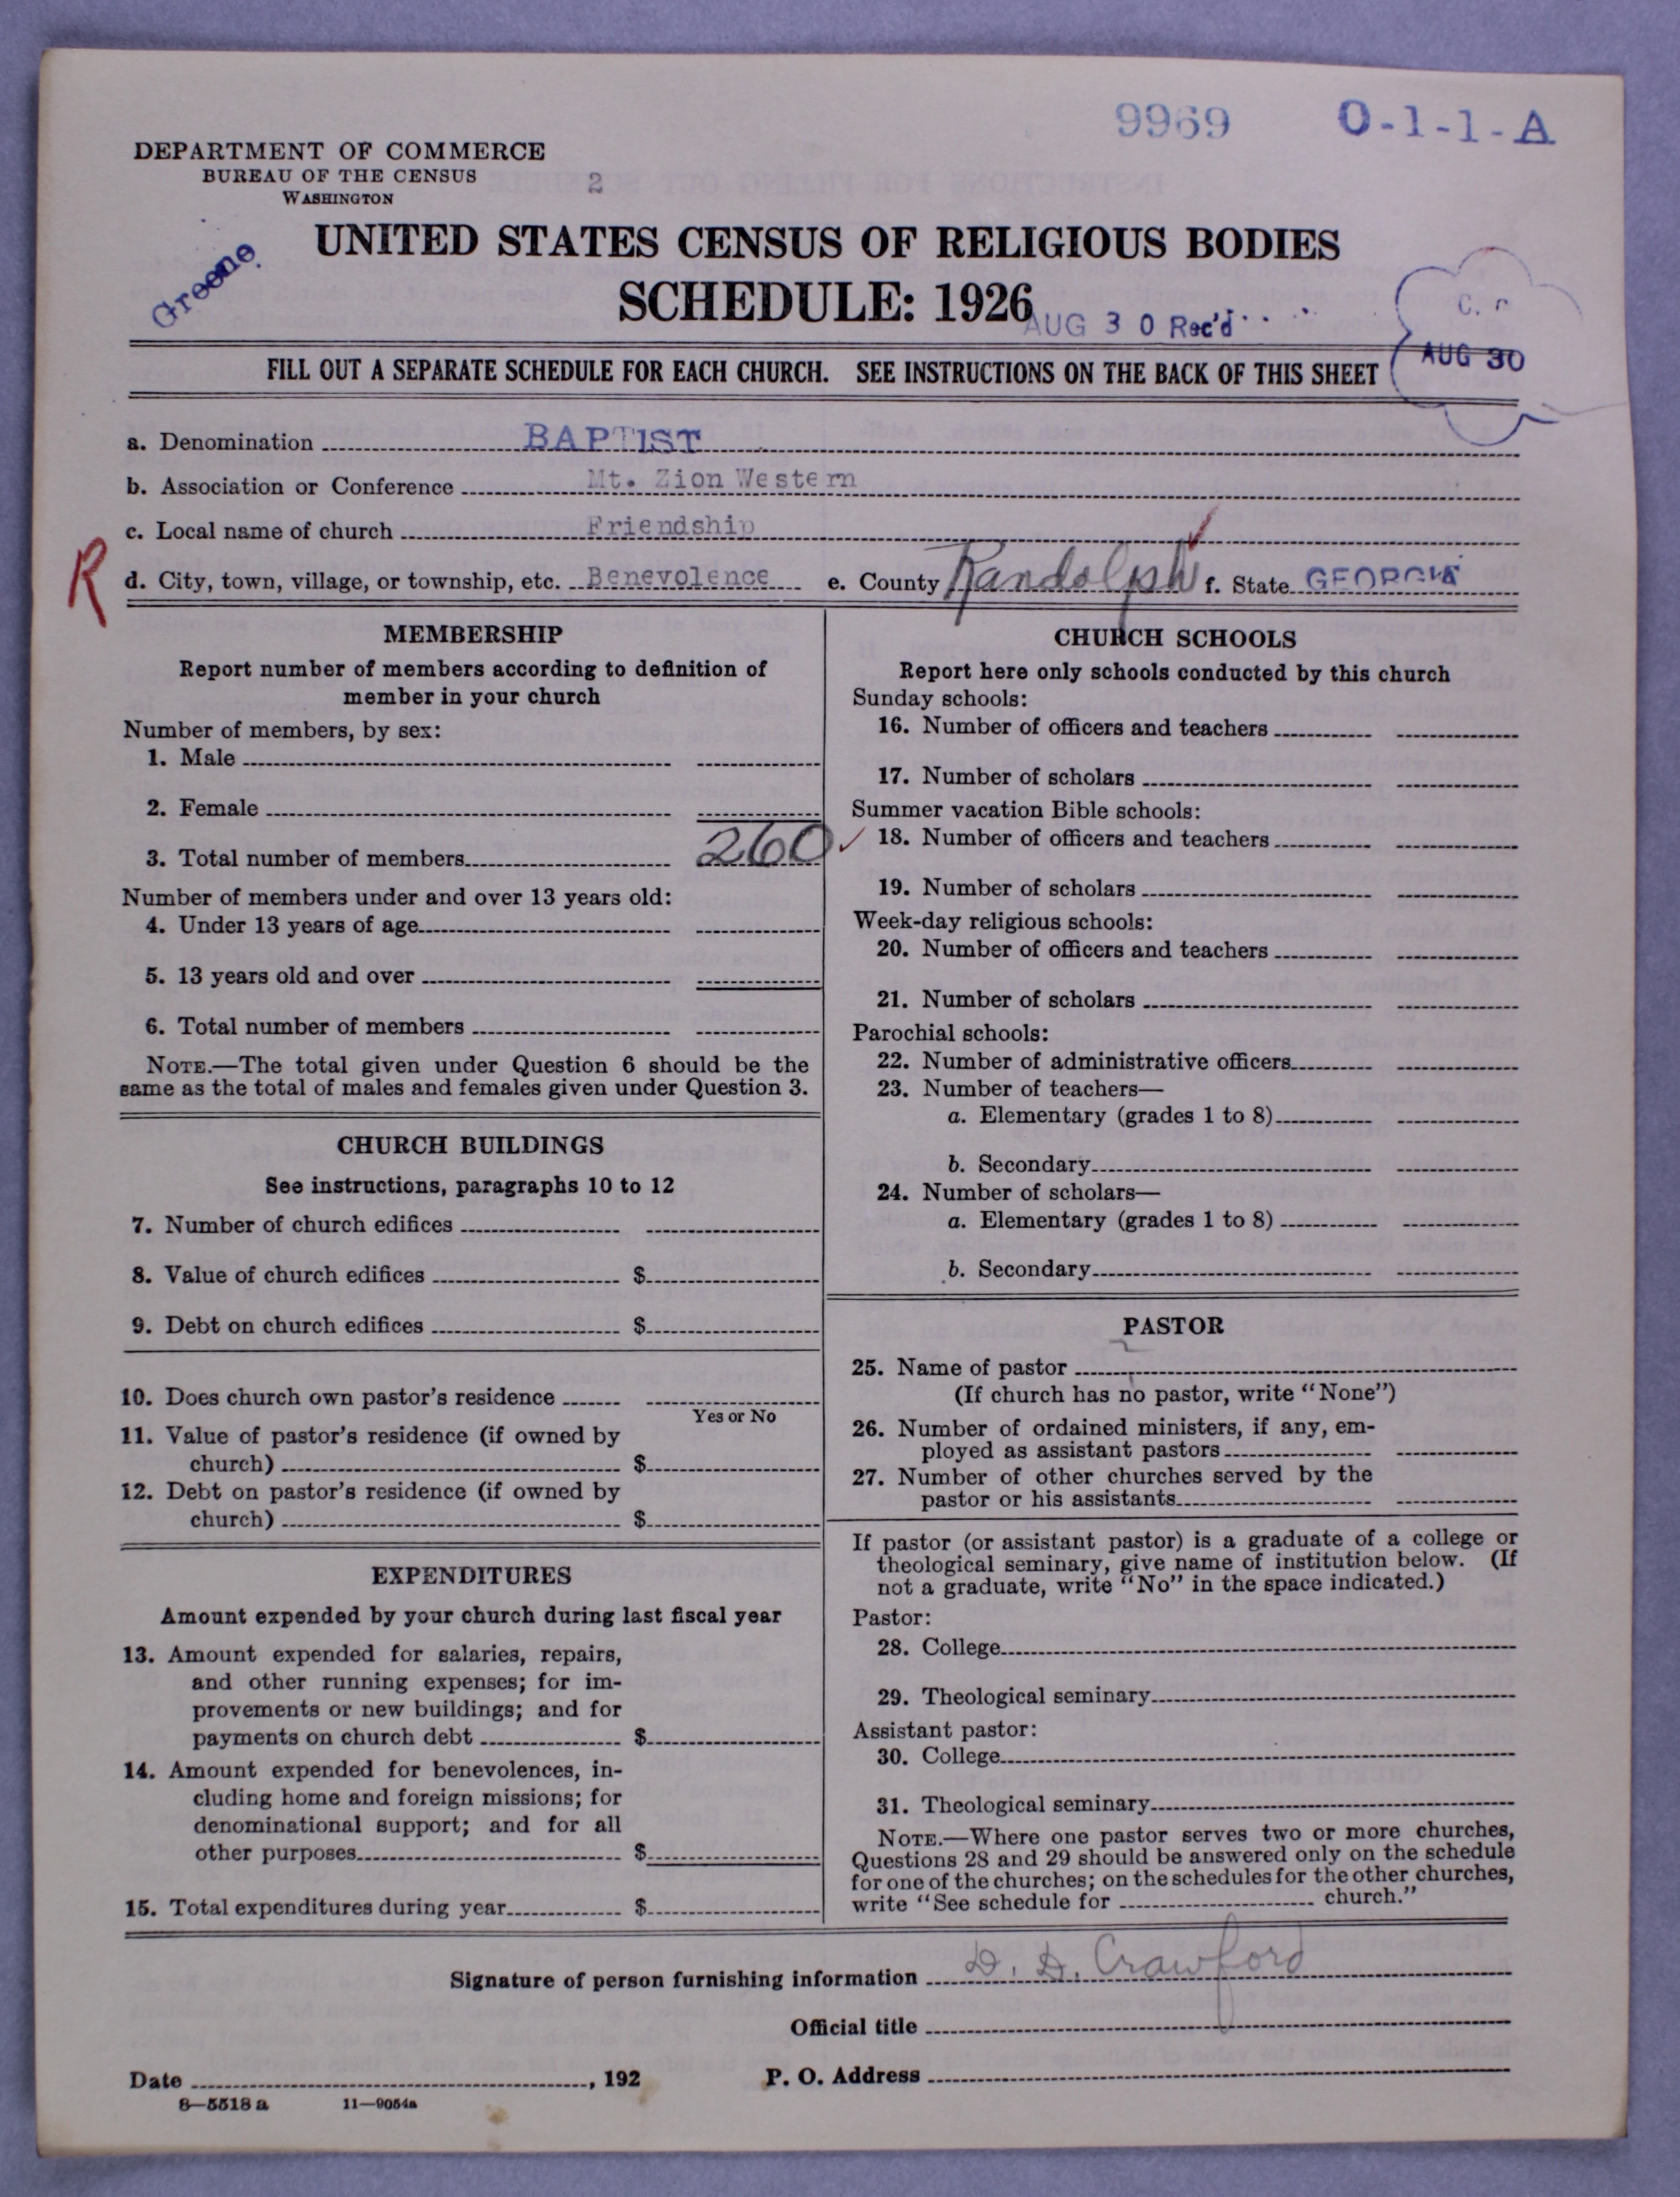 9969 O-1-1-A
DEPARTMENT OF COMMERCE
BUREAU OF THE CENSUS
WASHINGTON
2
Greene
UNITED STATES CENSUS OF RELIGIOUS BODIES
SCHEDULE: 1926
AUG 30 Rec'd
AUG 30
FILL OUT A SEPARATE SCHEDULE FOR EACH CHURCH. SEE INSTRUCTIONS ON THE BACK OF THIS SHEET
a. Denomination BAPTIST
b. Association or Conference Mt. Zion Western
c. Local name of church Friendship
R
d. City, town, village, or township, etc. Benevolence e. County Randolph f. State GEORGIA
MEMBERSHIP
Report number of members according to definition of
member in your church
Number of members, by sex:
1. Male
2. Female
3. Total number of members 260
Number of members under and over 13 years old:
4. Under 13 years of age
5. 13 years old and over
6. Total number of members
NOTE.—The total given under Question 6 should be the
same as the total of males and females given under Question 3.
CHURCH BUILDINGS
See instructions, paragraphs 10 to 12
7. Number of church edifices
8. Value of church edifices $
9. Debt on church edifices $
10. Does church own pastor's residence
Yes or No
11. Value of pastor's residence (if owned by
church) $
12. Debt on pastor's residence (if owned by
church) $
EXPENDITURES
Amount expended by your church during last fiscal year
13. Amount expended for salaries, repairs,
and other running expenses; for im-
provements or new buildings; and for
payments on church debt $
14. Amount expended for benevolences, in-
cluding home and foreign missions; for
denominational support; and for all
other purposes $
15. Total expenditures during year $
CHURCH SCHOOLS
Report here only schools conducted by this church
Sunday schools:
16. Number of officers and teachers
17. Number of scholars
Summer vacation Bible schools:
18. Number of officers and teachers
19. Number of scholars
Week-day religious schools:
20. Number of officers and teachers
21. Number of scholars
Parochial schools:
22. Number of administrative officers
23. Number of teachers—
a. Elementary (grades 1 to 8)
b. Secondary
24. Number of scholars—
a. Elementary (grades 1 to 8)
b. Secondary
PASTOR
25. Name of pastor
(If church has no pastor, write "None")
26. Number of ordained ministers, if any, em-
ployed as assistant pastors
27. Number of other churches served by the
pastor or his assistants
If pastor (or assistant pastor) is a graduate of a college or
theological seminary, give name of institution below. (If
not a graduate, write "No" in the space indicated.)
Pastor:
28. College
29. Theological seminary
Assistant pastor:
30. College
31. Theological seminary
NOTE.—Where one pastor serves two or more churches,
Questions 28 and 29 should be answered only on the schedule
for one of the churches; on the schedules for the other churches,
write "See schedule for church."
Signature of person furnishing information D. D. Crawford
Official title
Date , 192 P. O. Address
8—5518 a 11—9054a